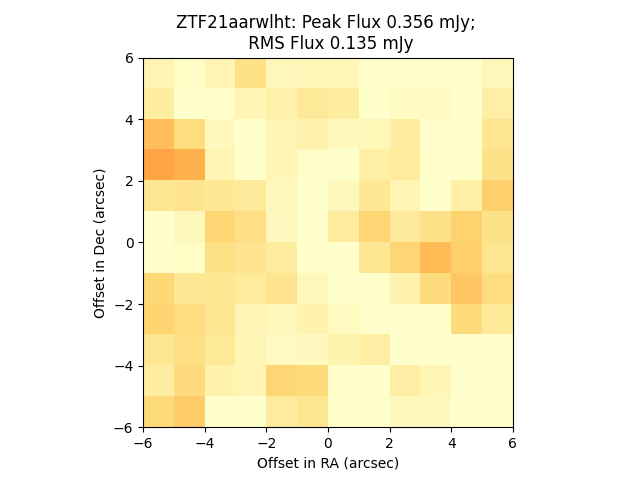 ZTF21aarwlht: Peak Flux 0.356 mJy;
RMS Flux 0.135 mJy
6
4
2
0
−2
−4
−6
Offset in Dec (arcsec)
−6 −4 −2 0 2 4 6
Offset in RA (arcsec)